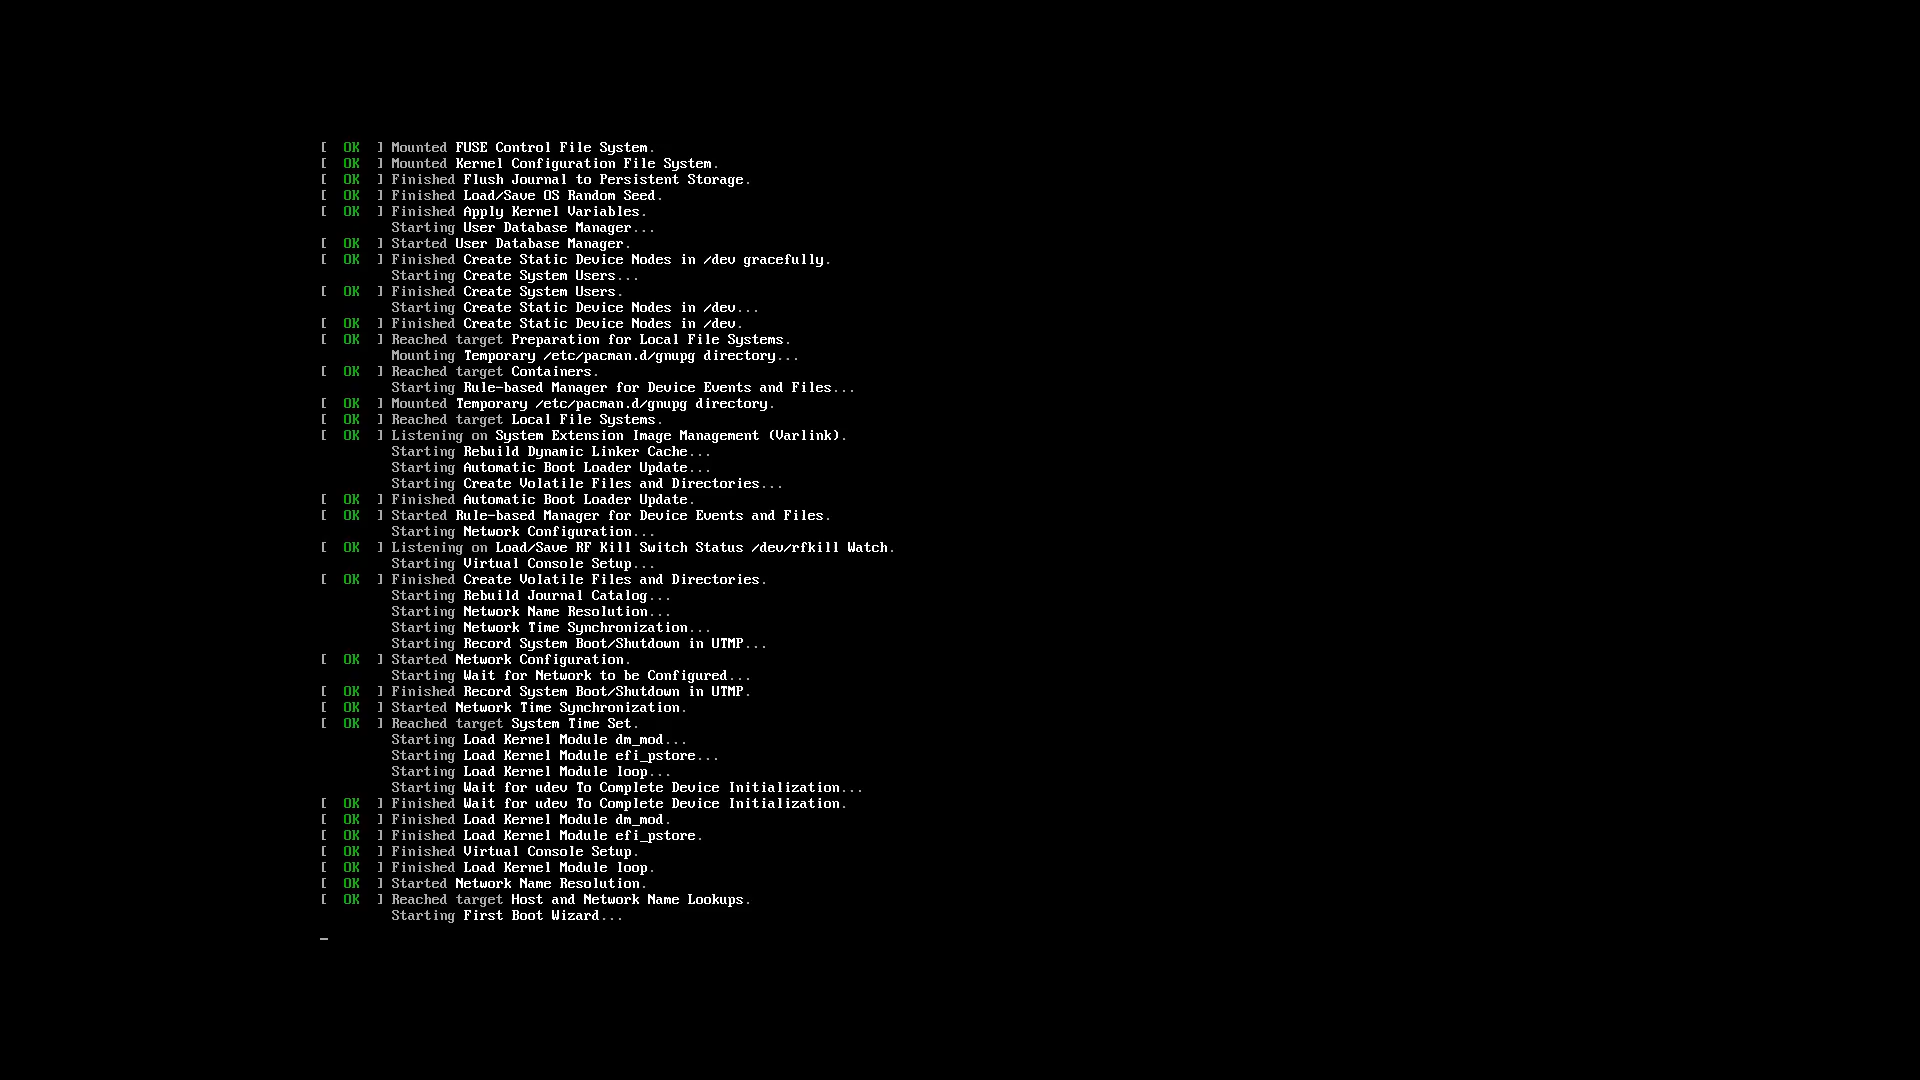 [  OK  ] Mounted FUSE Control File System.
[  OK  ] Mounted Kernel Configuration File System.
[  OK  ] Finished Flush Journal to Persistent Storage.
[  OK  ] Finished Load/Save OS Random Seed.
[  OK  ] Finished Apply Kernel Variables.
         Starting User Database Manager...
[  OK  ] Started User Database Manager.
[  OK  ] Finished Create Static Device Nodes in /dev gracefully.
         Starting Create System Users...
[  OK  ] Finished Create System Users.
         Starting Create Static Device Nodes in /dev...
[  OK  ] Finished Create Static Device Nodes in /dev.
[  OK  ] Reached target Preparation for Local File Systems.
         Mounting Temporary /etc/pacman.d/gnupg directory...
[  OK  ] Reached target Containers.
         Starting Rule-based Manager for Device Events and Files...
[  OK  ] Mounted Temporary /etc/pacman.d/gnupg directory.
[  OK  ] Reached target Local File Systems.
[  OK  ] Listening on System Extension Image Management (Varlink).
         Starting Rebuild Dynamic Linker Cache...
         Starting Automatic Boot Loader Update...
         Starting Create Volatile Files and Directories...
[  OK  ] Finished Automatic Boot Loader Update.
[  OK  ] Started Rule-based Manager for Device Events and Files.
         Starting Network Configuration...
[  OK  ] Listening on Load/Save RF Kill Switch Status /dev/rfkill Watch.
         Starting Virtual Console Setup...
[  OK  ] Finished Create Volatile Files and Directories.
         Starting Rebuild Journal Catalog...
         Starting Network Name Resolution...
         Starting Network Time Synchronization...
         Starting Record System Boot/Shutdown in UTMP...
[  OK  ] Started Network Configuration.
         Starting Wait for Network to be Configured...
[  OK  ] Finished Record System Boot/Shutdown in UTMP.
[  OK  ] Started Network Time Synchronization.
[  OK  ] Reached target System Time Set.
         Starting Load Kernel Module dm_mod...
         Starting Load Kernel Module efi_pstore...
         Starting Load Kernel Module loop...
         Starting Wait for udev To Complete Device Initialization...
[  OK  ] Finished Wait for udev To Complete Device Initialization.
[  OK  ] Finished Load Kernel Module dm_mod.
[  OK  ] Finished Load Kernel Module efi_pstore.
[  OK  ] Finished Virtual Console Setup.
[  OK  ] Finished Load Kernel Module loop.
[  OK  ] Started Network Name Resolution.
[  OK  ] Reached target Host and Network Name Lookups.
         Starting First Boot Wizard...